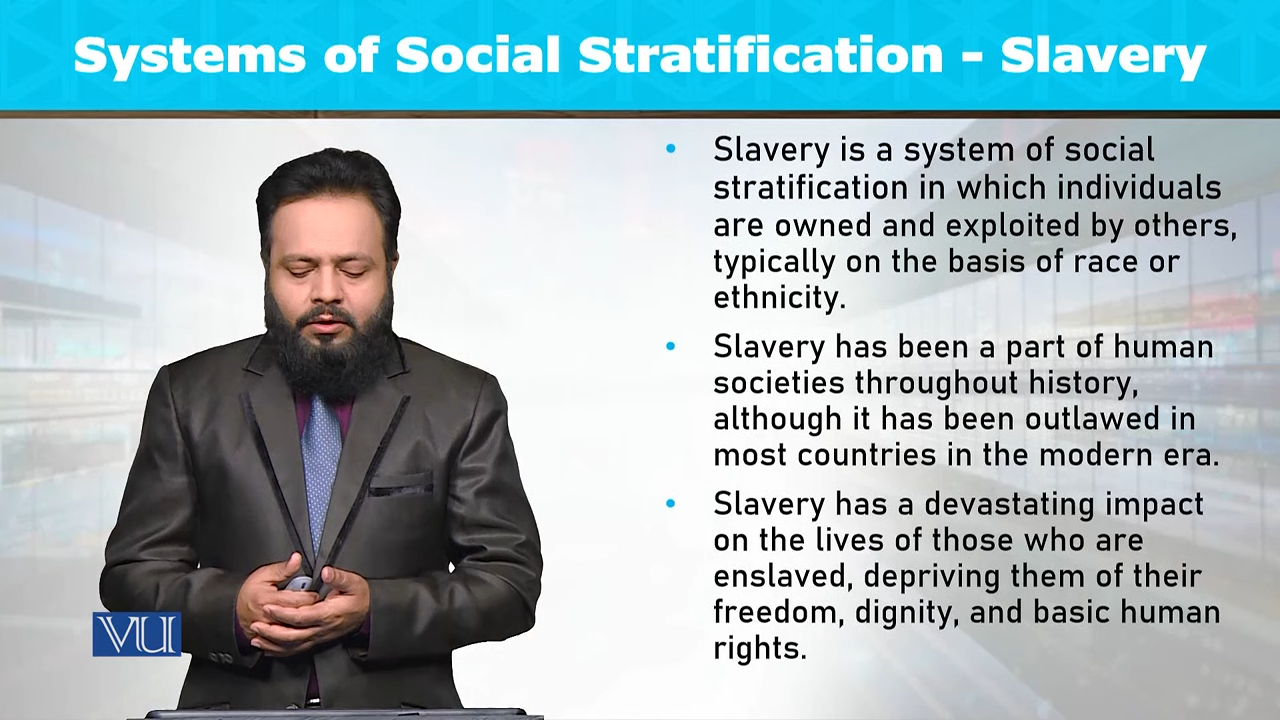 Systems of Social Stratification - Slavery
• Slavery is a system of social
stratification in which individuals
are owned and exploited by others,
typically on the basis of race or
ethnicity.
• Slavery has been a part of human
societies throughout history,
although it has been outlawed in
most countries in the modern era.
• Slavery has a devastating impact
on the lives of those who are
enslaved, depriving them of their
freedom, dignity, and basic human
rights.
VU